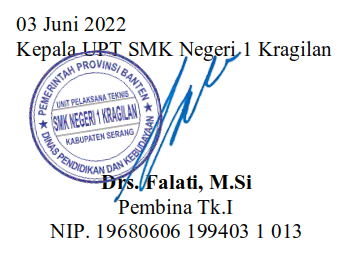 03 Juni 2022
Kepala UPT SMK Negeri 1 Kragilan
PEMERINTAH PROVINSI BANTEN
UNIT PELAKSANA TEKNIS
SMK NEGERI 1 KRAGILAN
KABUPATEN SERANG
DINAS PENDIDIKAN DAN KEBUDAYAAN
Drs. Falati, M.Si
Pembina Tk.I
NIP. 19680606 199403 1 013